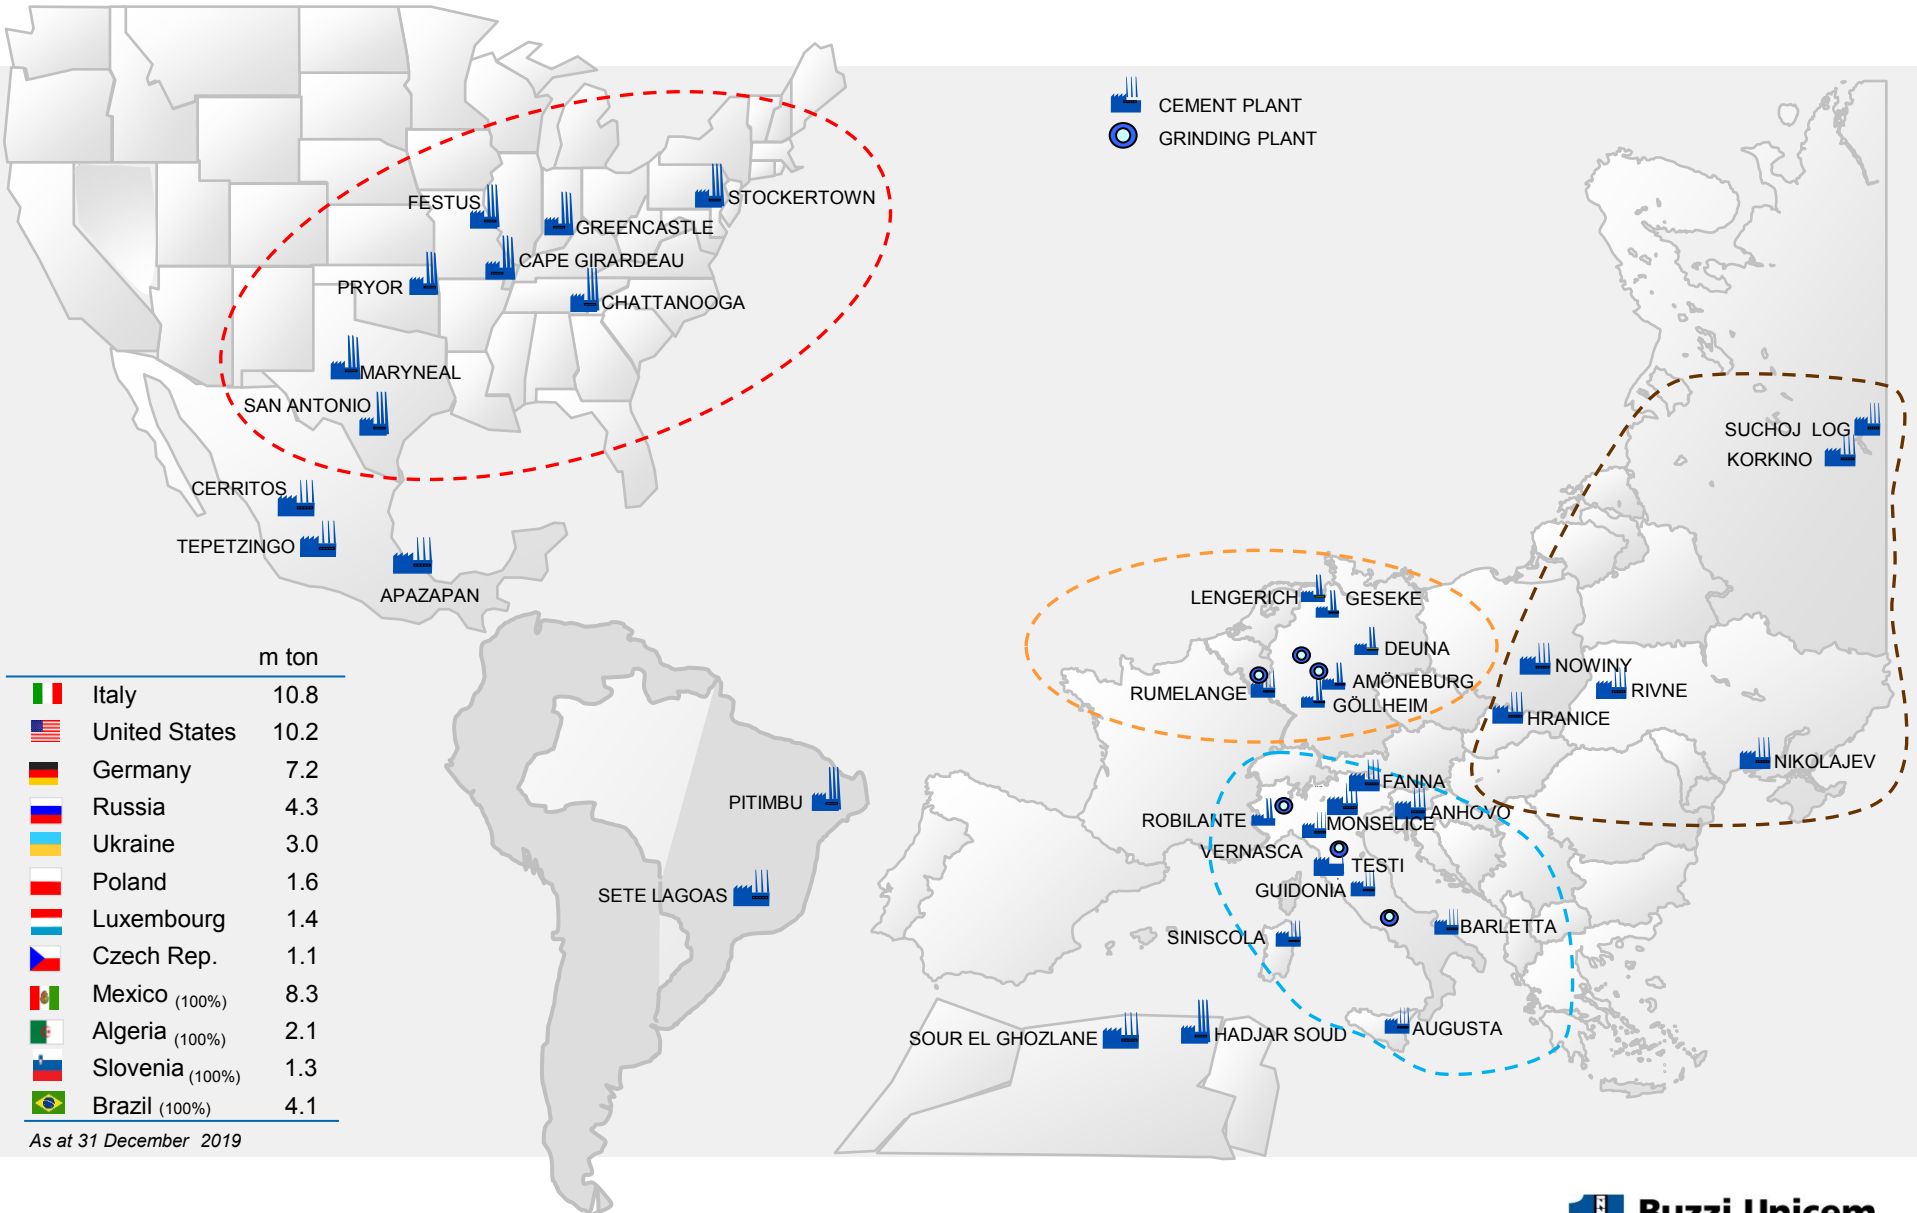 CEMENT PLANT
GRINDING PLANT
FESTUS
STOCKERTOWN
GREENCASTLE
CAPE GIRARDEAU
PRYOR
CHATTANOOGA
MARYNEAL
SAN ANTONIO
CERRITOS
TEPETZINGO
APAZAPAN
SUCHOJ LOG
KORKINO
LENGERICH
GESEKE
DEUNA
AMÖNEBURG
RUMELANGE
GÖLLHEIM
NOWINY
RIVNE
HRANICE
NIKOLAJEV
FANNA
ANHOVO
ROBILANTE
MONSELICE
VERNASCA
TESTI
GUIDONIA
SINISCOLA
BARLETTA
AUGUSTA
SOUR EL GHOZLANE
HADJAR SOUD
PITIMBU
SETE LAGOAS
m ton
Italy 10.8
United States 10.2
Germany 7.2
Russia 4.3
Ukraine 3.0
Poland 1.6
Luxembourg 1.4
Czech Rep. 1.1
Mexico (100%) 8.3
Algeria (100%) 2.1
Slovenia (100%) 1.3
Brazil (100%) 4.1
As at 31 December 2019
Buzzi Unicem